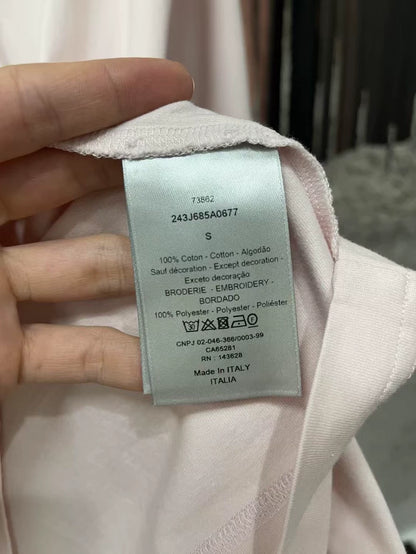 73862
243J685A0677
S
100% Coton - Cotton - Algodão
Sauf décoration - Except decoration -
Exceto decoração
BRODERIE - EMBROIDERY -
BORDADO
100% Polyester - Polyester - Poliéster
CNPJ 02-046-366/0003-99
CA65281
RN : 143628
Made In ITALY
ITALIA